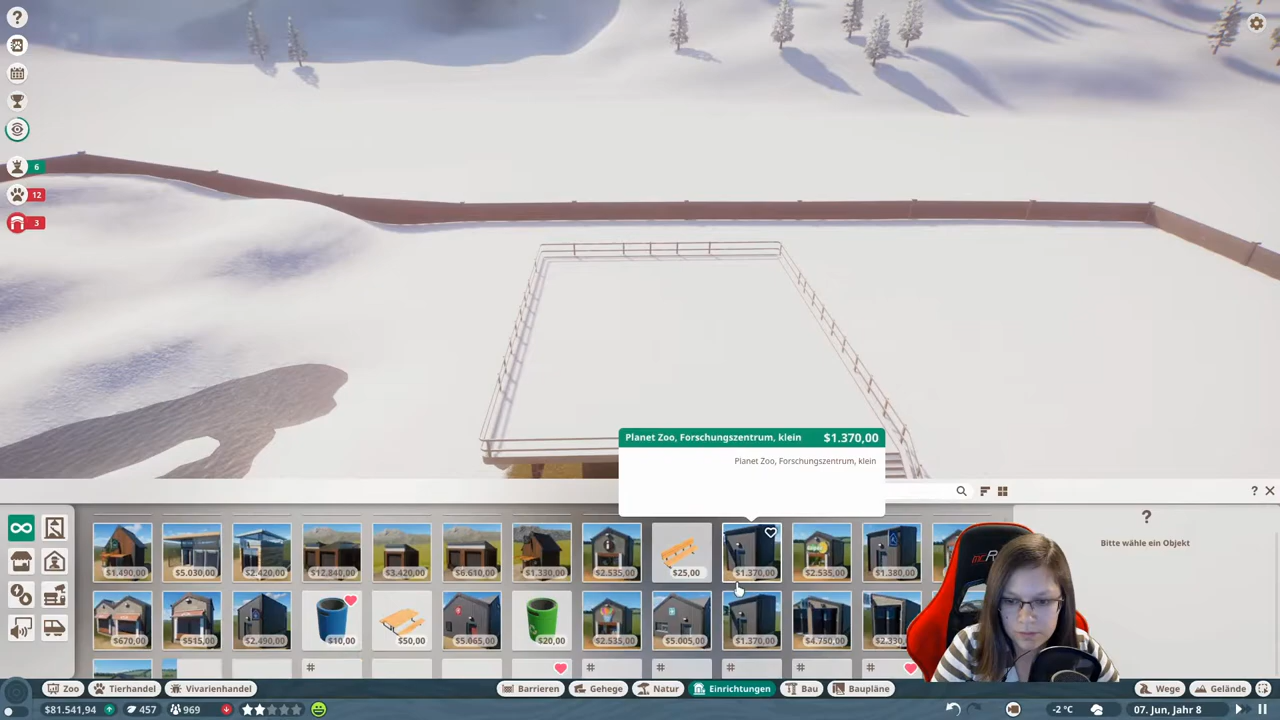 ?
6
12
3
Planet Zoo, Forschungszentrum, klein $1.370,00
Planet Zoo, Forschungszentrum, klein
? ×
?
Bitte wähle ein Objekt
$1.490,00 $5.030,00 $2.420,00 $12.840,00 $3.420,00 $6.610,00 $1.330,00 $2.535,00 $25,00 $1.370,00 $2.535,00 $1.380,00
$670,00 $515,00 $2.490,00 $10,00 $50,00 $5.065,00 $20,00 $2.535,00 $5.005,00 $1.370,00 $4.750,00 $2.330,00
# # # # #
Zoo Tierhandel Vivarienhandel Barrieren Gehege Natur Einrichtungen Bau Baupläne Wege Gelände
$81.541,94 457 969 -2 °C 07. Jun, Jahr 8